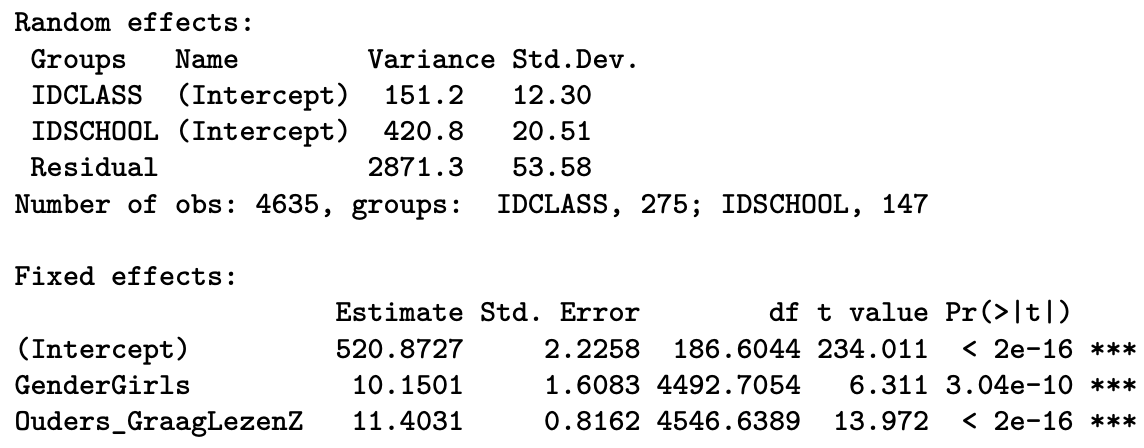 Random effects:
 Groups   Name        Variance Std.Dev.
 IDCLASS  (Intercept)  151.2   12.30
 IDSCHOOL (Intercept)  420.8   20.51
 Residual             2871.3   53.58
Number of obs: 4635, groups:  IDCLASS, 275; IDSCHOOL, 147

Fixed effects:
                   Estimate Std. Error        df t value Pr(>|t|)
(Intercept)        520.8727     2.2258  186.6044 234.011  < 2e-16 ***
GenderGirls         10.1501     1.6083 4492.7054   6.311 3.04e-10 ***
Ouders_GraagLezenZ  11.4031     0.8162 4546.6389  13.972  < 2e-16 ***